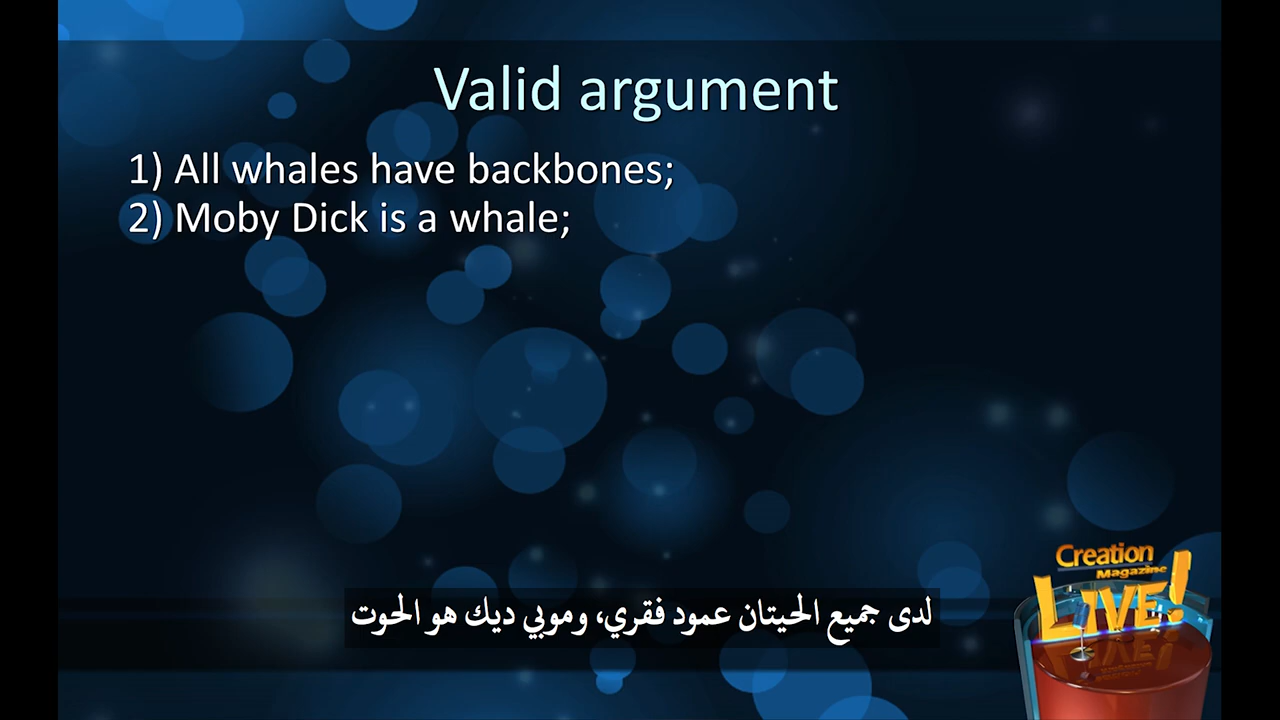 Valid argument
1) All whales have backbones;
2) Moby Dick is a whale;
Creation
Magazine
LIVE!
لدى جميع الحيتان عمود فقري، وموبي ديك هو الحوت